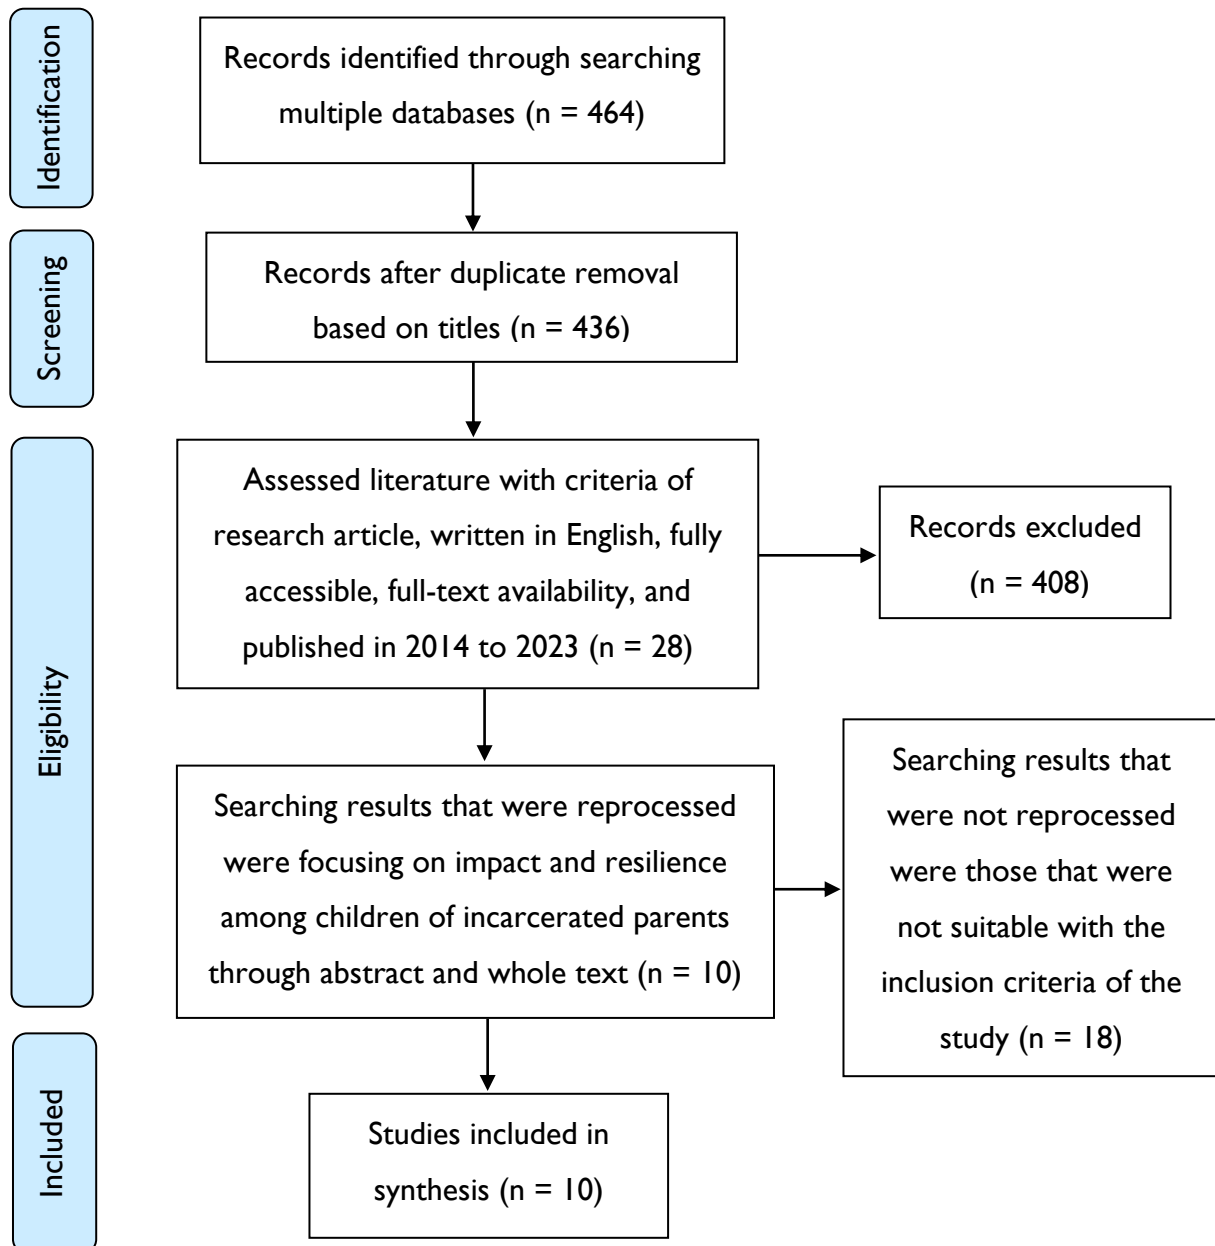 Identification
Records identified through searching
multiple databases (n = 464)
Screening
Records after duplicate removal
based on titles (n = 436)
Eligibility
Assessed literature with criteria of
research article, written in English, fully
accessible, full-text availability, and
published in 2014 to 2023 (n = 28)
Records excluded
(n = 408)
Searching results that were reprocessed
were focusing on impact and resilience
among children of incarcerated parents
through abstract and whole text (n = 10)
Searching results that
were not reprocessed
were those that were
not suitable with the
inclusion criteria of the
study (n = 18)
Included
Studies included in
synthesis (n = 10)